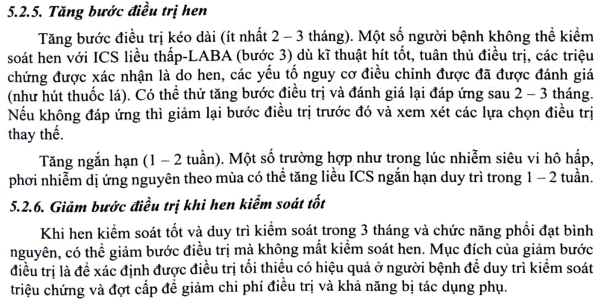 5.2.5. Tăng bước điều trị hen
Tăng bước điều trị kéo dài (ít nhất 2 – 3 tháng). Một số người bệnh không thể kiểm
soát hen với ICS liều thấp-LABA (bước 3) dù kĩ thuật hít tốt, tuân thủ điều trị, các triệu
chứng được xác nhận là do hen, các yếu tố nguy cơ điều chỉnh được đã được đánh giá
(như hút thuốc lá). Có thể thử tăng bước điều trị và đánh giá lại đáp ứng sau 2 – 3 tháng.
Nếu không đáp ứng thì giảm lại bước điều trị trước đó và xem xét các lựa chọn điều trị
thay thế.
Tăng ngắn hạn (1 – 2 tuần). Một số trường hợp như trong lúc nhiễm siêu vi hô hấp,
phơi nhiễm dị ứng nguyên theo mùa có thể tăng liều ICS ngắn hạn duy trì trong 1 – 2 tuần.
5.2.6. Giảm bước điều trị khi hen kiểm soát tốt
Khi hen kiểm soát tốt và duy trì kiểm soát trong 3 tháng và chức năng phổi đạt bình
nguyên, có thể giảm bước điều trị mà không mất kiểm soát hen. Mục đích của giảm bước
điều trị là để xác định được điều trị tối thiểu có hiệu quả ở người bệnh để duy trì kiểm soát
triệu chứng và đợt cấp để giảm chi phí điều trị và khả năng bị tác dụng phụ.